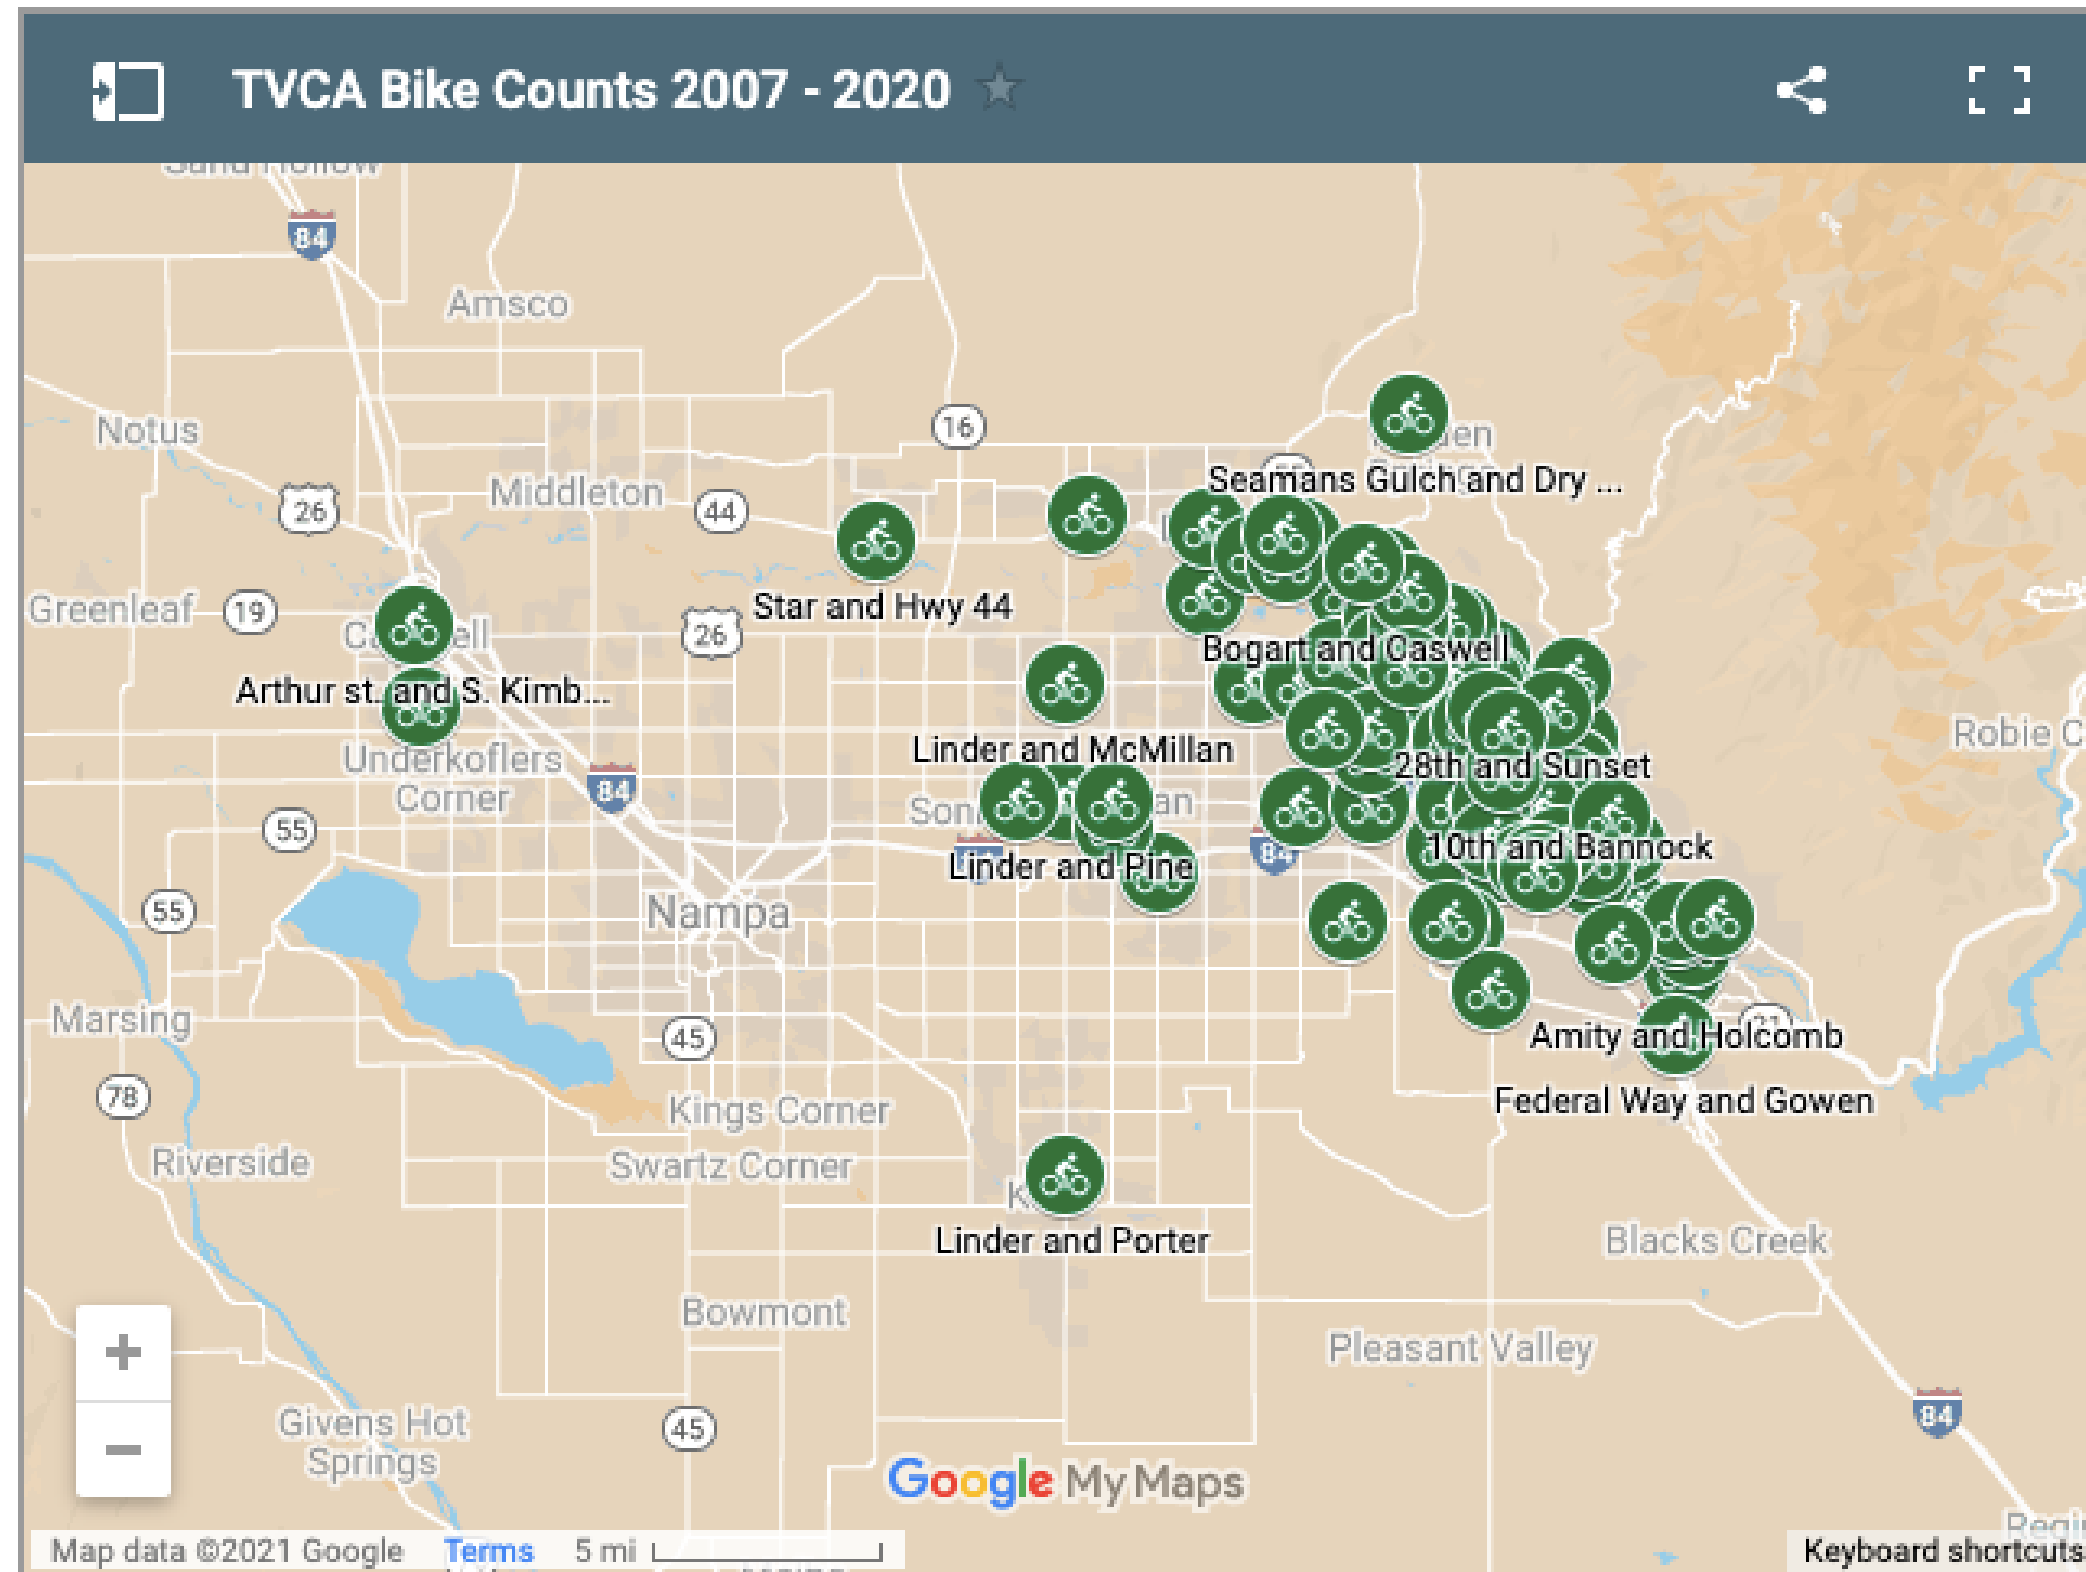 TVCA Bike Counts 2007 - 2020
Sand Hollow
84
Amsco
Notus
16
Seamans Gulch and Dry ...
26
Middleton
44
Greenleaf
19
Star and Hwy 44
26
Bogart and Caswell
Arthur st. and S. Kimb...
Linder and McMillan
Robie C
Underkoflers
Corner
28th and Sunset
84
55
84
84
10th and Bannock
Linder and Pine
55
Nampa
Marsing
45
Amity and Holcomb
78
Kings Corner
Federal Way and Gowen
Riverside
Swartz Corner
Linder and Porter
Blacks Creek
Bowmont
Pleasant Valley
+
−
Givens Hot
Springs
45
84
Google My Maps
Map data ©2021 Google
Terms
5 mi
Keyboard shortcuts